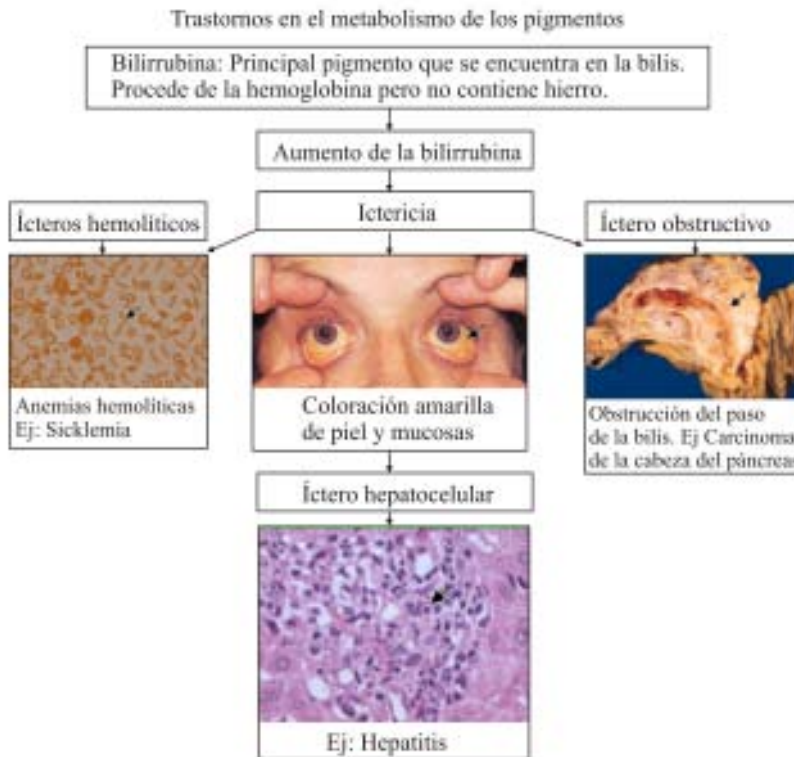 Trastornos en el metabolismo de los pigmentos
Bilirrubina: Principal pigmento que se encuentra en la bilis.
Procede de la hemoglobina pero no contiene hierro.
Aumento de la bilirrubina
Ictericia
Ícteros hemolíticos
Íctero obstructivo
Anemias hemolíticas
Ej: Sicklemia
Coloración amarilla
de piel y mucosas
Obstrucción del paso
de la bilis. Ej Carcinoma
de la cabeza del páncreas
Íctero hepatocelular
Ej: Hepatitis